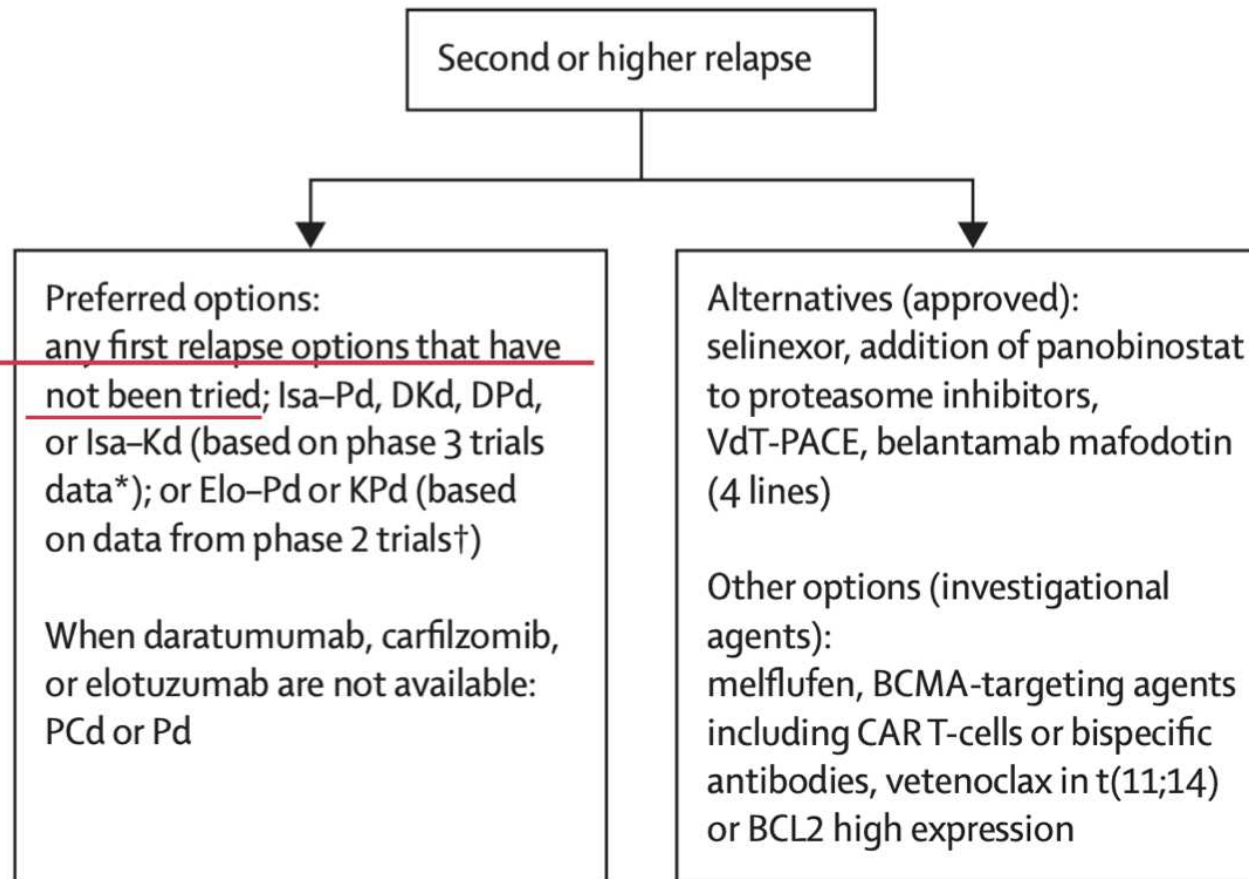 Second or higher relapse
Preferred options:
any first relapse options that have
not been tried; Isa–Pd, DKd, DPd,
or Isa–Kd (based on phase 3 trials
data*); or Elo–Pd or KPd (based
on data from phase 2 trials†)
When daratumumab, carfilzomib,
or elotuzumab are not available:
PCd or Pd
Alternatives (approved):
selinexor, addition of panobinostat
to proteasome inhibitors,
VdT-PACE, belantamab mafodotin
(4 lines)
Other options (investigational
agents):
melflufen, BCMA-targeting agents
including CAR T-cells or bispecific
antibodies, vetenoclax in t(11;14)
or BCL2 high expression